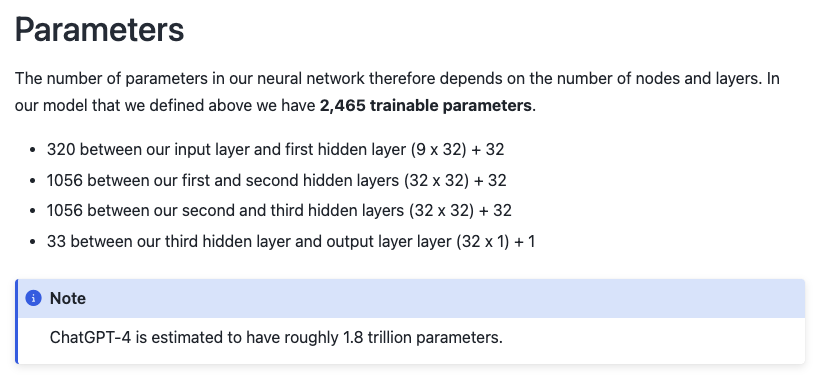 Parameters
The number of parameters in our neural network therefore depends on the number of nodes and layers. In
our model that we defined above we have 2,465 trainable parameters.
• 320 between our input layer and first hidden layer (9 x 32) + 32
• 1056 between our first and second hidden layers (32 x 32) + 32
• 1056 between our second and third hidden layers (32 x 32) + 32
• 33 between our third hidden layer and output layer layer (32 x 1) + 1
Note
ChatGPT-4 is estimated to have roughly 1.8 trillion parameters.